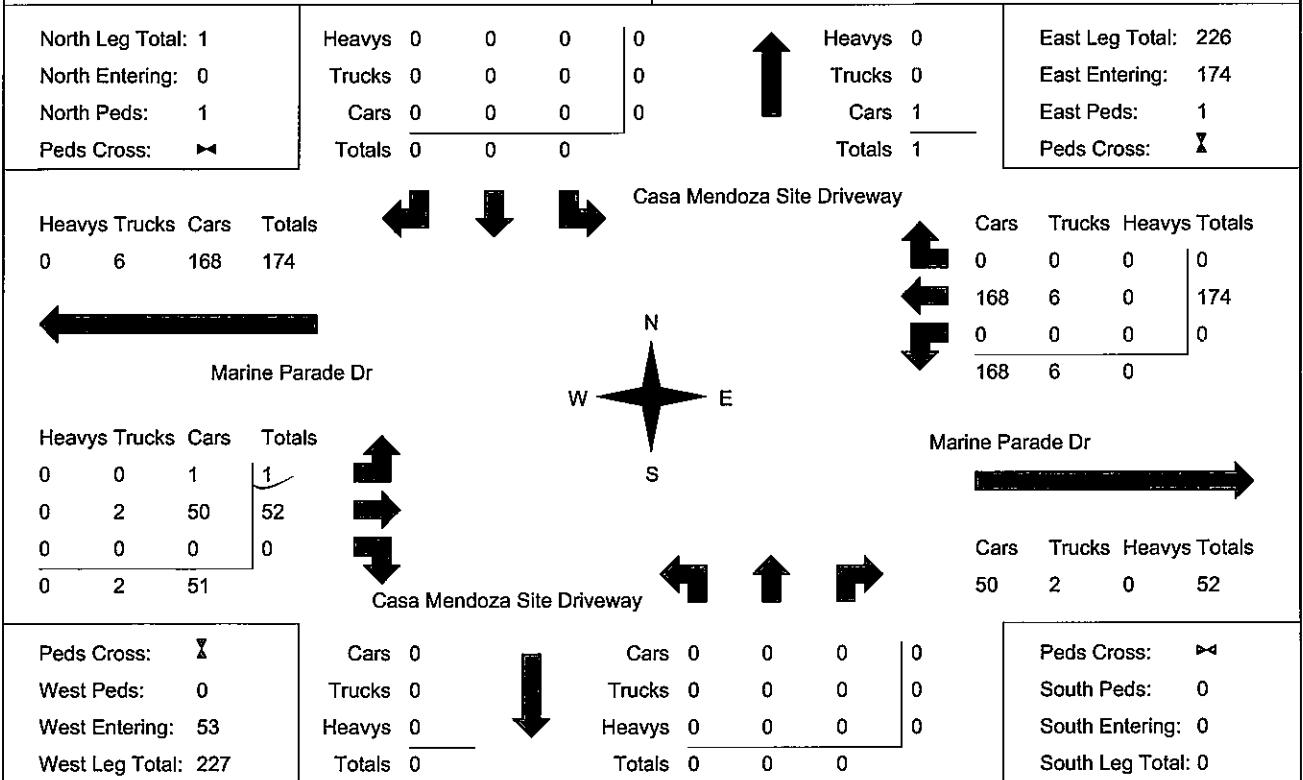 North Leg Total: 1
North Entering: 0
North Peds: 1
Peds Cross:
Heavys 0 0 0 0
Trucks 0 0 0 0
Cars 0 0 0 0
Totals 0 0 0
Heavys 0
Trucks 0
Cars 1
Totals 1
East Leg Total: 226
East Entering: 174
East Peds: 1
Peds Cross:
Casa Mendoza Site Driveway
Heavys Trucks Cars Totals
0 6 168 174
Cars Trucks Heavys Totals
0 0 0 0
168 6 0 174
0 0 0 0
168 6 0
Marine Parade Dr
N
W E
S
Heavys Trucks Cars Totals
0 0 1 1
0 2 50 52
0 0 0 0
0 2 51
Marine Parade Dr
Cars Trucks Heavys Totals
50 2 0 52
Casa Mendoza Site Driveway
Peds Cross:
West Peds: 0
West Entering: 53
West Leg Total: 227
Cars 0
Trucks 0
Heavys 0
Totals 0
Cars 0 0 0 0
Trucks 0 0 0 0
Heavys 0 0 0 0
Totals 0 0 0
Peds Cross:
South Peds: 0
South Entering: 0
South Leg Total: 0